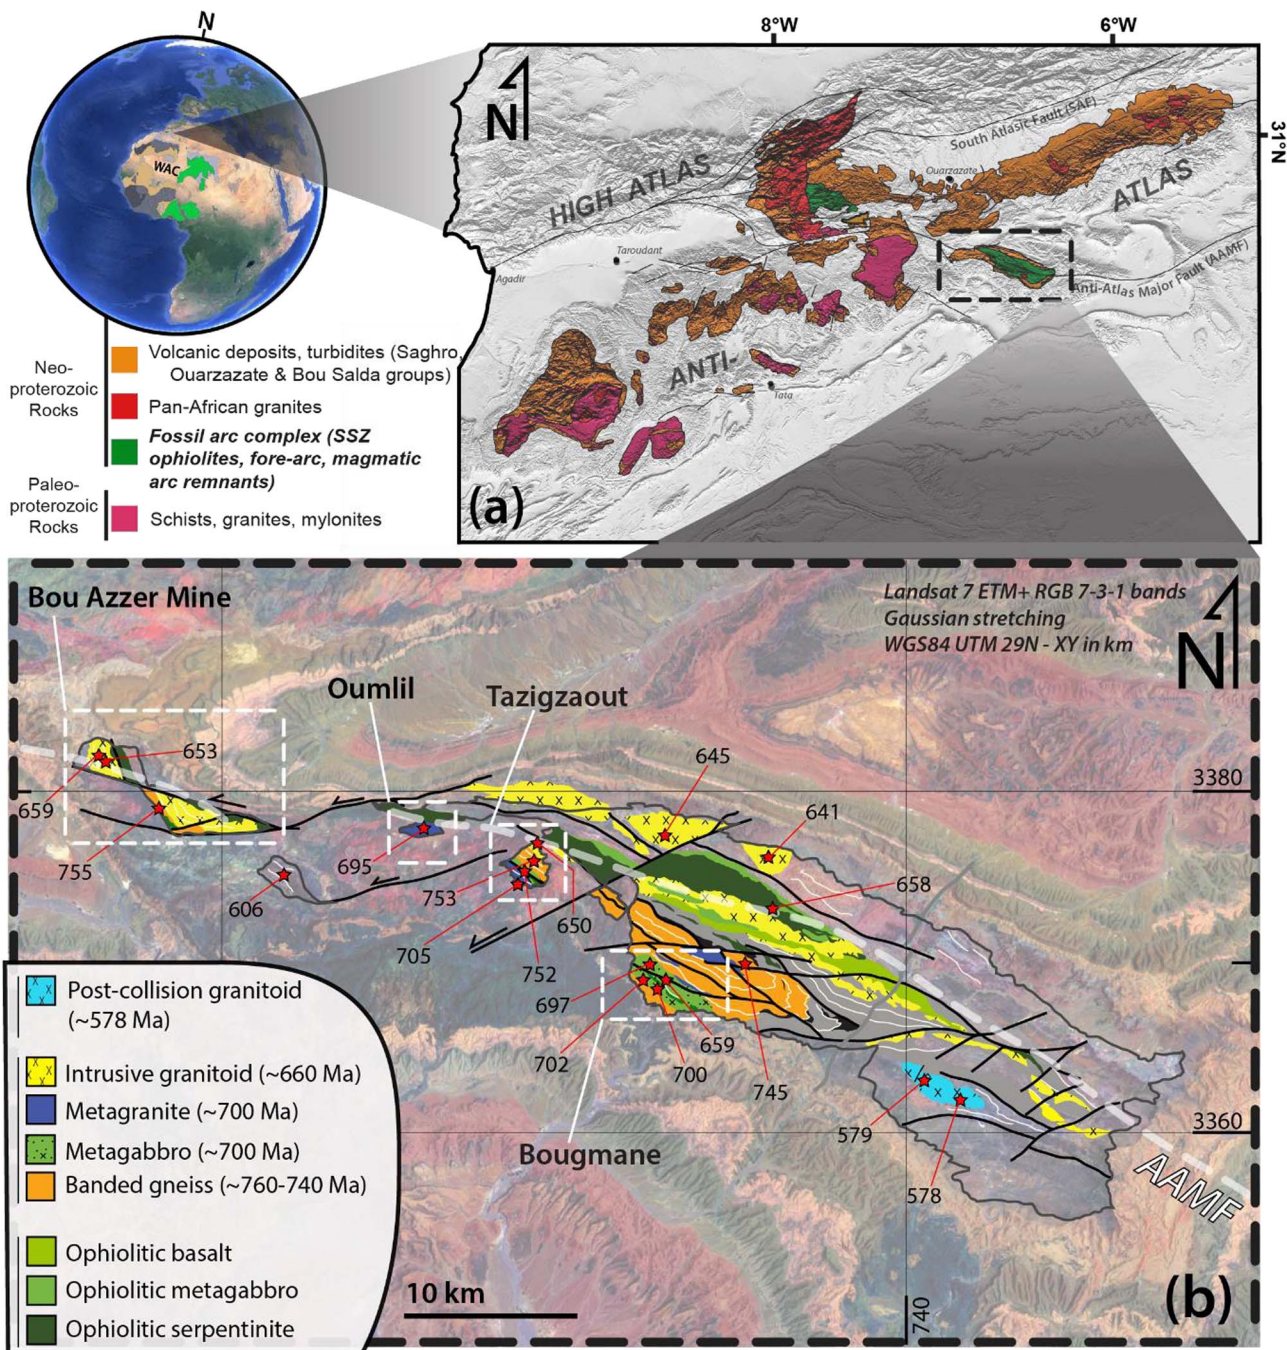 N
8°W
6°W
31°N
WAC
N
South Atlasic Fault (SAF)
HIGH ATLAS
Ouarzazate
ATLAS
Taroudant
Agadir
Anti-Atlas Major Fault (AAMF)
ANTI-
Tata
(a)
Neo-
proterozoic
Rocks
Volcanic deposits, turbidites (Saghro,
Ouarzazate & Bou Salda groups)
Pan-African granites
Fossil arc complex (SSZ
ophiolites, fore-arc, magmatic
arc remnants)
Paleo-
proterozoic
Rocks
Schists, granites, mylonites
Bou Azzer Mine
Landsat 7 ETM+ RGB 7-3-1 bands
Gaussian stretching
WGS84 UTM 29N - XY in km
N
Oumlil
Tazigzaout
653
645
3380
659
641
755
695
753
658
606
650
705
752
697
702
659
700
745
579
3360
Bougmane
578
AAMF
Post-collision granitoid
(~578 Ma)
Intrusive granitoid (~660 Ma)
Metagranite (~700 Ma)
Metagabbro (~700 Ma)
Banded gneiss (~760-740 Ma)
Ophiolitic basalt
Ophiolitic metagabbro
Ophiolitic serpentinite
10 km
740
(b)